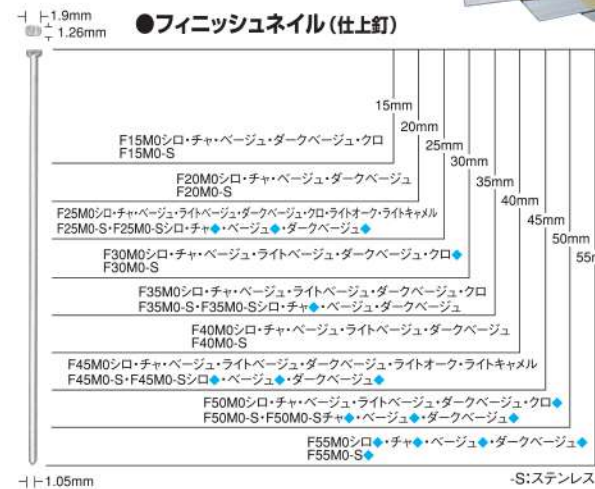 1.9mm
1.26mm
●フィニッシュネイル(仕上釘)
15mm
20mm
25mm
30mm
35mm
40mm
45mm
50mm
F15M0シロ・チャ・ベージュ・ダークベージュ・クロ
F15M0-S
F20M0シロ・チャ・ベージュ・ダークベージュ
F20M0-S
F25M0シロ・チャ・ベージュ・ライトベージュ・ダークベージュ・クロ・ライトオーク・ライトキャメル
F25M0-S・F25M0-Sシロ・チャ◆・ベージュ◆・ダークベージュ◆
F30M0シロ・チャ・ベージュ・ライトベージュ・ダークベージュ・クロ◆
F30M0-S
F35M0シロ・チャ・ベージュ・ライトベージュ・ダークベージュ・クロ
F35M0-S・F35M0-Sシロ・チャ◆・ベージュ・ダークベージュ
F40M0シロ・チャ・ベージュ・ライトベージュ・ダークベージュ
F40M0-S
F45M0シロ・チャ・ベージュ・ライトベージュ・ダークベージュ・ライトオーク・ライトキャメル
F45M0-S・F45M0-Sシロ◆・ベージュ◆・ダークベージュ◆
F50M0シロ・チャ・ベージュ・ライトベージュ・ダークベージュ・クロ◆
F50M0-S・F50M0-Sチャ◆・ベージュ◆・ダークベージュ◆
F55M0シロ◆・チャ◆・ベージュ◆・ダークベージュ◆
F55M0-S◆
1.05mm
-S:ステンレス